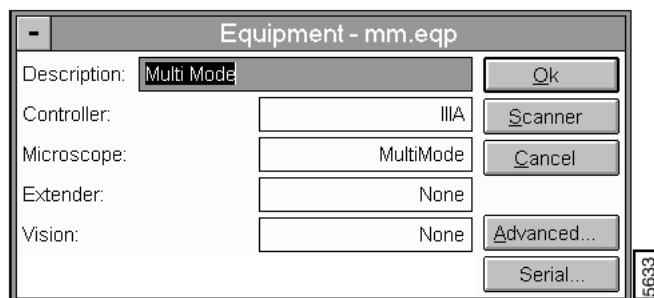 Equipment - mm.eqp
Description: Multi Mode Ok
Controller: IIIA Scanner
Microscope: MultiMode Cancel
Extender: None
Vision: None Advanced...
Serial...
5633